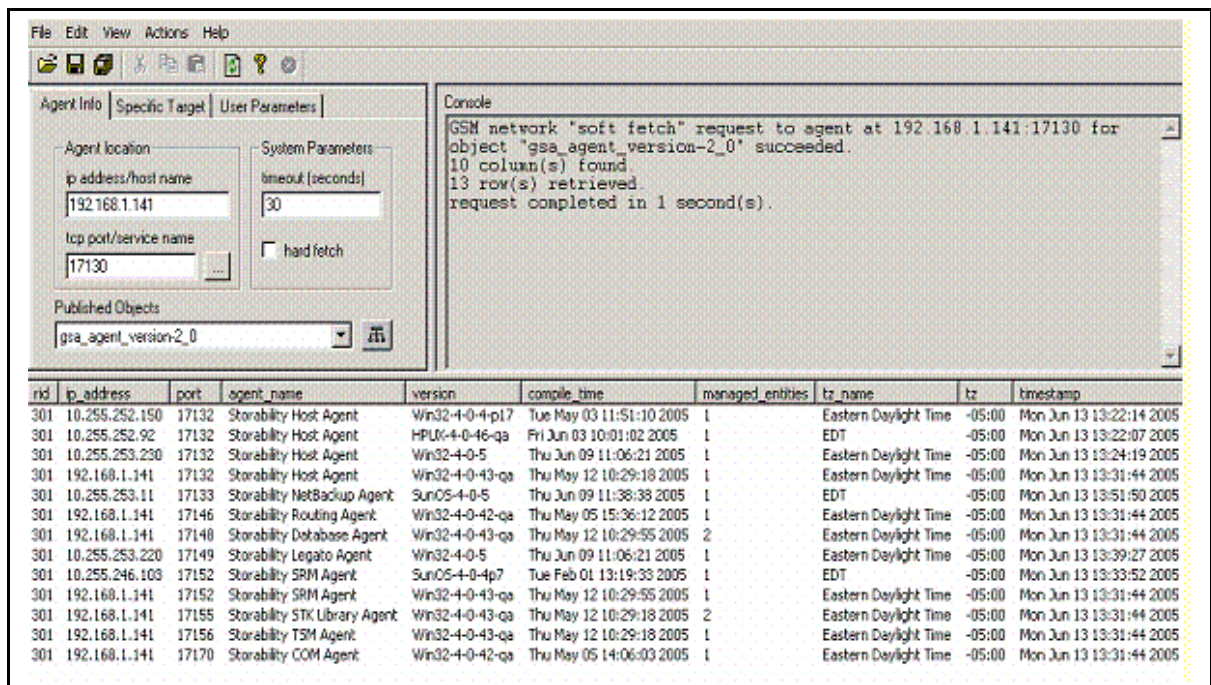 File Edit View Actions Help
Agent Info Specific Target User Parameters
Agent location
ip address/host name
192.168.1.141
tcp port/service name
17130
...
System Parameters
timeout (seconds)
30
hard fetch
Published Objects
gsa_agent_version-2_0
Console
GSM network "soft fetch" request to agent at 192.168.1.141:17130 for
object "gsa_agent_version-2_0" succeeded.
10 column(s) found.
13 row(s) retrieved.
request completed in 1 second(s).
rid ip_address port agent_name version compile_time managed_entities tz_name tz timestamp
301 10.255.252.150 17132 Storability Host Agent Win32-4-0-4-p17 Tue May 03 11:51:10 2005 1 Eastern Daylight Time -05:00 Mon Jun 13 13:22:14 2005
301 10.255.252.92 17132 Storability Host Agent HPUX-4-0-46-qa Fri Jun 03 10:01:02 2005 1 EDT -05:00 Mon Jun 13 13:22:07 2005
301 10.255.253.230 17132 Storability Host Agent Win32-4-0-5 Thu Jun 09 11:06:21 2005 1 Eastern Daylight Time -05:00 Mon Jun 13 13:24:19 2005
301 192.168.1.141 17132 Storability Host Agent Win32-4-0-43-qa Thu May 12 10:29:18 2005 1 Eastern Daylight Time -05:00 Mon Jun 13 13:31:44 2005
301 10.255.253.11 17133 Storability NetBackup Agent SunOS-4-0-5 Thu Jun 09 11:38:38 2005 1 EDT -05:00 Mon Jun 13 13:51:50 2005
301 192.168.1.141 17146 Storability Routing Agent Win32-4-0-42-qa Thu May 05 15:36:12 2005 1 Eastern Daylight Time -05:00 Mon Jun 13 13:31:44 2005
301 192.168.1.141 17148 Storability Database Agent Win32-4-0-43-qa Thu May 12 10:29:55 2005 2 Eastern Daylight Time -05:00 Mon Jun 13 13:31:44 2005
301 10.255.253.220 17149 Storability Legato Agent Win32-4-0-5 Thu Jun 09 11:06:21 2005 1 Eastern Daylight Time -05:00 Mon Jun 13 13:39:27 2005
301 10.255.246.103 17152 Storability SRM Agent SunOS-4-0-4p7 Tue Feb 01 13:19:33 2005 1 EDT -05:00 Mon Jun 13 13:33:52 2005
301 192.168.1.141 17152 Storability SRM Agent Win32-4-0-43-qa Thu May 12 10:29:55 2005 1 Eastern Daylight Time -05:00 Mon Jun 13 13:31:44 2005
301 192.168.1.141 17155 Storability STK Library Agent Win32-4-0-43-qa Thu May 12 10:29:18 2005 2 Eastern Daylight Time -05:00 Mon Jun 13 13:31:44 2005
301 192.168.1.141 17156 Storability TSM Agent Win32-4-0-43-qa Thu May 12 10:29:18 2005 1 Eastern Daylight Time -05:00 Mon Jun 13 13:31:44 2005
301 192.168.1.141 17170 Storability COM Agent Win32-4-0-42-qa Thu May 05 14:06:03 2005 1 Eastern Daylight Time -05:00 Mon Jun 13 13:31:44 2005